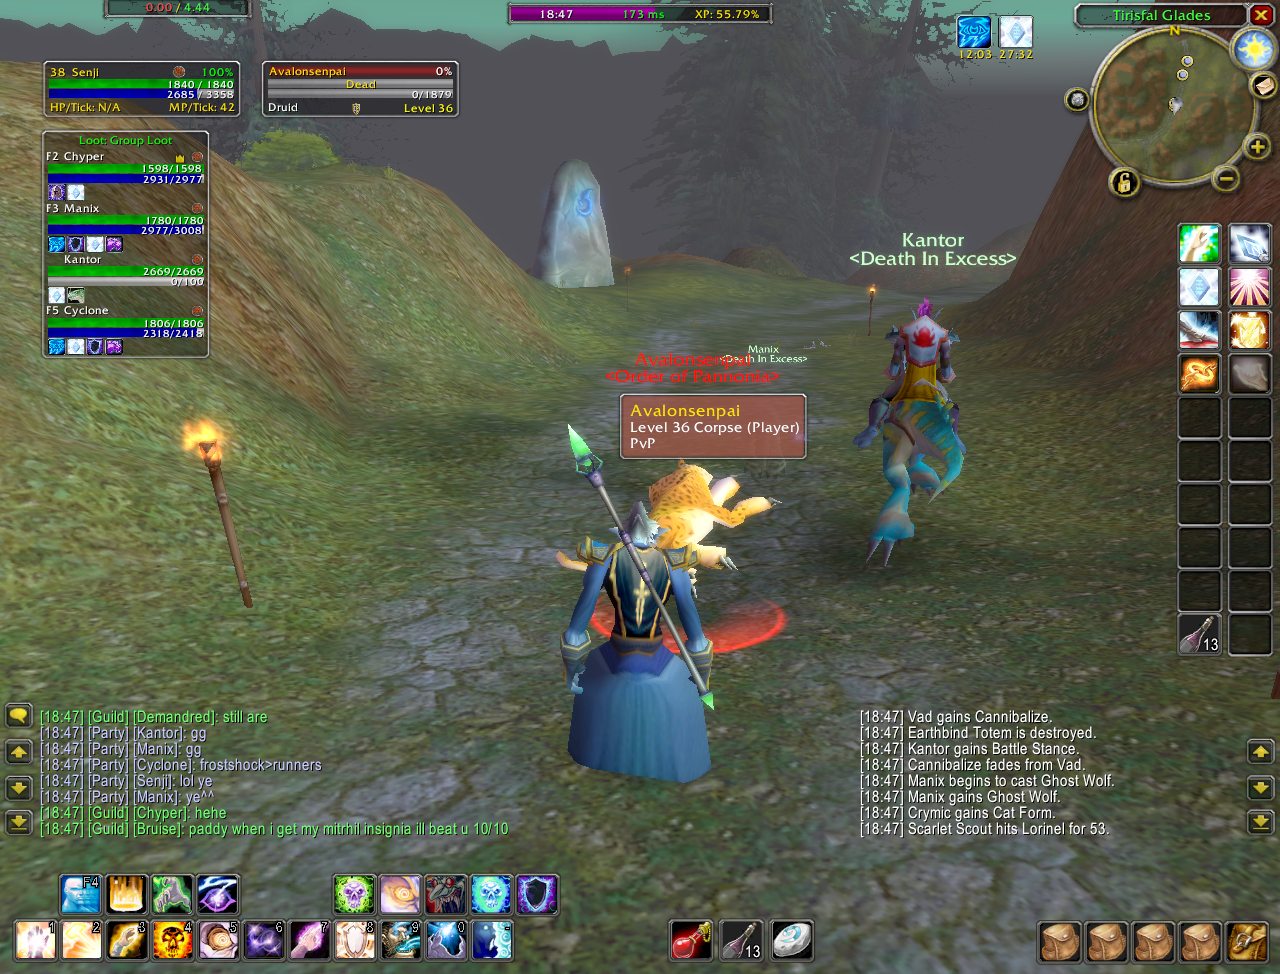 0.00 / 4.44
18:47 173 ms XP: 55.79%
Tirisfal Glades
N
12:03 27:32
38 Senji 100%
1840 / 1840
2685 / 3358
HP/Tick: N/A MP/Tick: 42
Avalonsenpai 0%
Dead
0/1879
Druid Level 36
Loot: Group Loot
F2 Chyper
1598/1598
2931/2977
F3 Manix
1780/1780
2977/3008
Kantor
2669/2669
0/100
F5 Cyclone
1806/1806
2318/2418
Kantor
<Death In Excess>
Manix
<Death In Excess>
Avalonsenpai
<Order of Pannonia>
Avalonsenpai
Level 36 Corpse (Player)
PvP
13
[18:47] [Guild] [Demandred]: still are
[18:47] [Party] [Kantor]: gg
[18:47] [Party] [Manix]: gg
[18:47] [Party] [Cyclone]: frostshock>runners
[18:47] [Party] [Senji]: lol ye
[18:47] [Party] [Manix]: ye^^
[18:47] [Guild] [Chyper]: hehe
[18:47] [Guild] [Bruise]: paddy when i get my mitrhil insignia ill beat u 10/10
[18:47] Vad gains Cannibalize.
[18:47] Earthbind Totem is destroyed.
[18:47] Kantor gains Battle Stance.
[18:47] Cannibalize fades from Vad.
[18:47] Manix begins to cast Ghost Wolf.
[18:47] Manix gains Ghost Wolf.
[18:47] Crymic gains Cat Form.
[18:47] Scarlet Scout hits Lorinel for 53.
F4
1 2 3 4 5 6 7 8 9 0 -
13